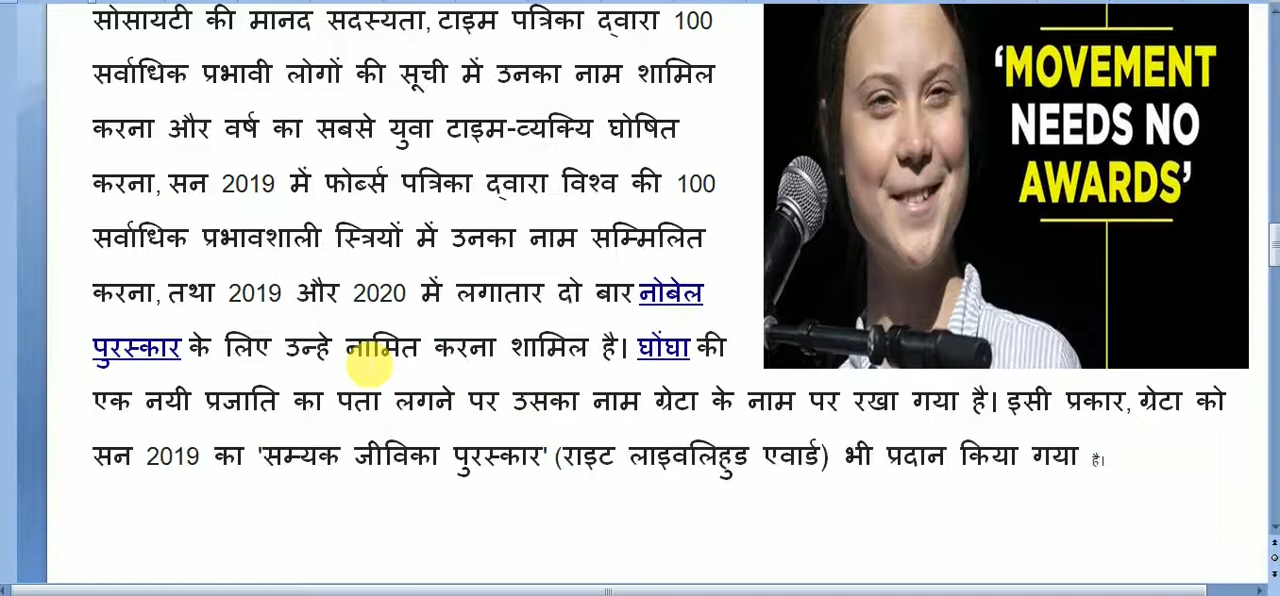 सोसायटी की मानद सदस्यता, टाइम पत्रिका द्वारा 100
सर्वाधिक प्रभावी लोगों की सूची में उनका नाम शामिल
करना और वर्ष का सबसे युवा टाइम-व्यक्यि घोषित
करना, सन 2019 में फोर्ब्स पत्रिका द्वारा विश्व की 100
सर्वाधिक प्रभावशाली स्त्रियों में उनका नाम सम्मिलित
करना, तथा 2019 और 2020 में लगातार दो बार नोबेल
पुरस्कार के लिए उन्हे नामित करना शामिल है। घोंघा की
एक नयी प्रजाति का पता लगने पर उसका नाम ग्रेटा के नाम पर रखा गया है। इसी प्रकार, ग्रेटा को
सन 2019 का 'सम्यक जीविका पुरस्कार' (राइट लाइवलिहुड एवार्ड) भी प्रदान किया गया है।
‘MOVEMENT
NEEDS NO
AWARDS’